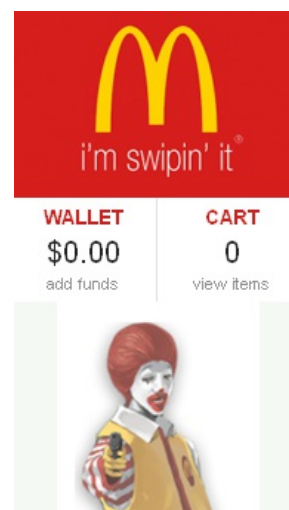 i'm swipin' it®
WALLET
CART
$0.00
0
add funds
view items